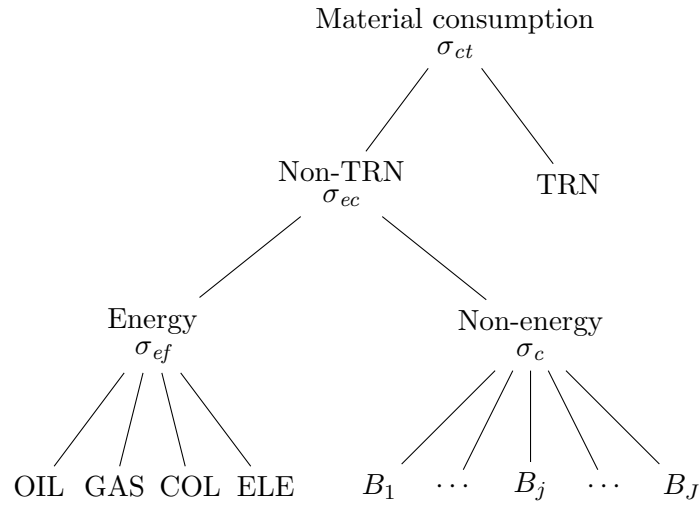 Material consumption
σ_ct
Non-TRN
σ_ec
TRN
Energy
σ_ef
Non-energy
σ_c
OIL GAS COL ELE
B_1 ⋯ B_j ⋯ B_J